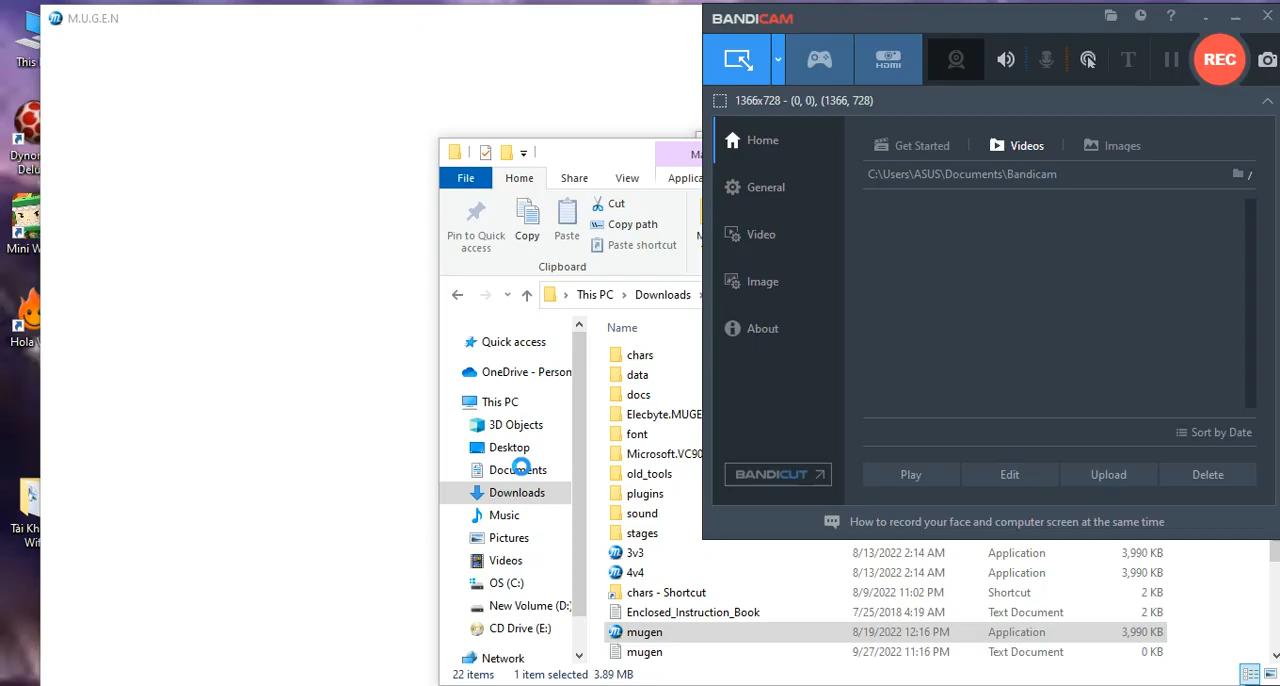 M.U.G.E.N
This
Dyno
Delu
Mini W
Hola
Tài Kh
Wif
BANDICAM
HDMI
T
REC
1366x728 - (0, 0), (1366, 728)
Home
General
Video
Image
About
Get Started
Videos
Images
C:\Users\ASUS\Documents\Bandicam
/
Sort by Date
BANDICUT
Play
Edit
Upload
Delete
How to record your face and computer screen at the same time
Ma
File
Home
Share
View
Applica
Pin to Quick
access
Copy
Paste
Cut
Copy path
Paste shortcut
Clipboard
This PC
Downloads
Quick access
OneDrive - Person
This PC
3D Objects
Desktop
Documents
Downloads
Music
Pictures
Videos
OS (C:)
New Volume (D:)
CD Drive (E:)
Network
Name
chars
data
docs
Elecbyte.MUGE
font
Microsoft.VC90
old_tools
plugins
sound
stages
3v3 8/13/2022 2:14 AM Application 3,990 KB
4v4 8/13/2022 2:14 AM Application 3,990 KB
chars - Shortcut 8/9/2022 11:02 PM Shortcut 2 KB
Enclosed_Instruction_Book 7/25/2018 4:19 AM Text Document 2 KB
mugen 8/19/2022 12:16 PM Application 3,990 KB
mugen 9/27/2022 11:16 PM Text Document 0 KB
22 items 1 item selected 3.89 MB